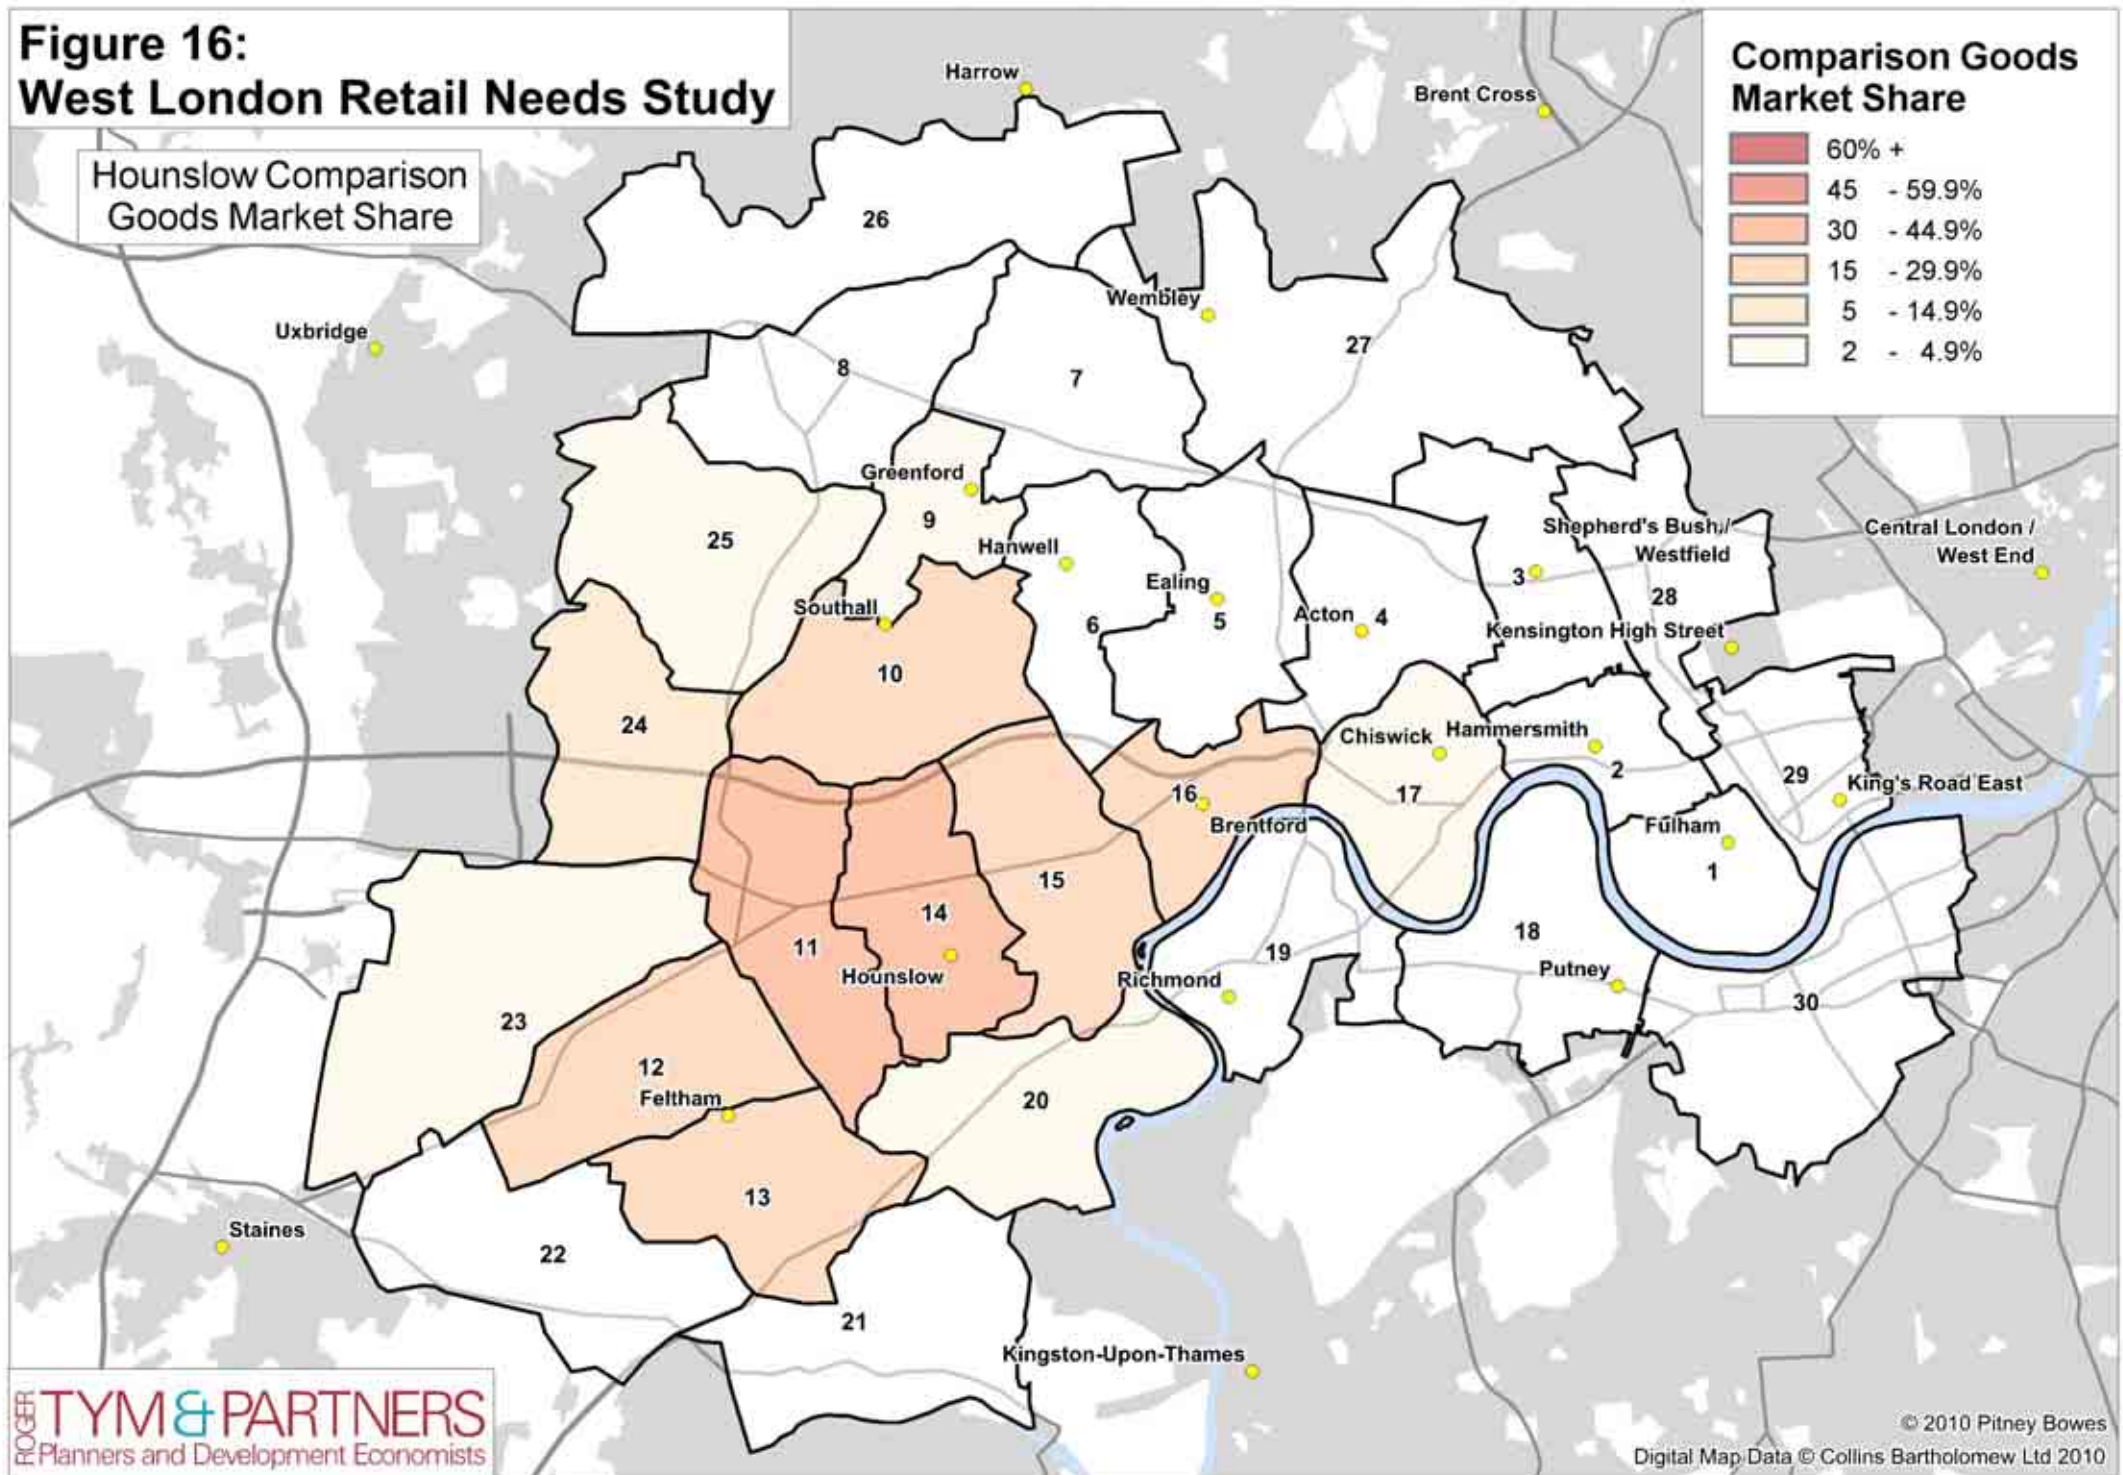 Figure 16:
West London Retail Needs Study
Hounslow Comparison
Goods Market Share
Comparison Goods
Market Share
60% +
45 - 59.9%
30 - 44.9%
15 - 29.9%
5 - 14.9%
2 - 4.9%
Harrow
Brent Cross
26
Wembley
Uxbridge
27
8
7
Greenford
9
25
Hanwell
Shepherd's Bush /
Westfield
Central London /
West End
3
Ealing
28
Southall
Acton
4
6
5
Kensington High Street
10
24
Chiswick
Hammersmith
2
29
King's Road East
16
17
Brentford
Fulham
1
15
14
11
18
19
Hounslow
Putney
Richmond
30
23
12
Feltham
20
13
Staines
22
21
Kingston-Upon-Thames
ROGER
TYM & PARTNERS
Planners and Development Economists
© 2010 Pitney Bowes
Digital Map Data © Collins Bartholomew Ltd 2010